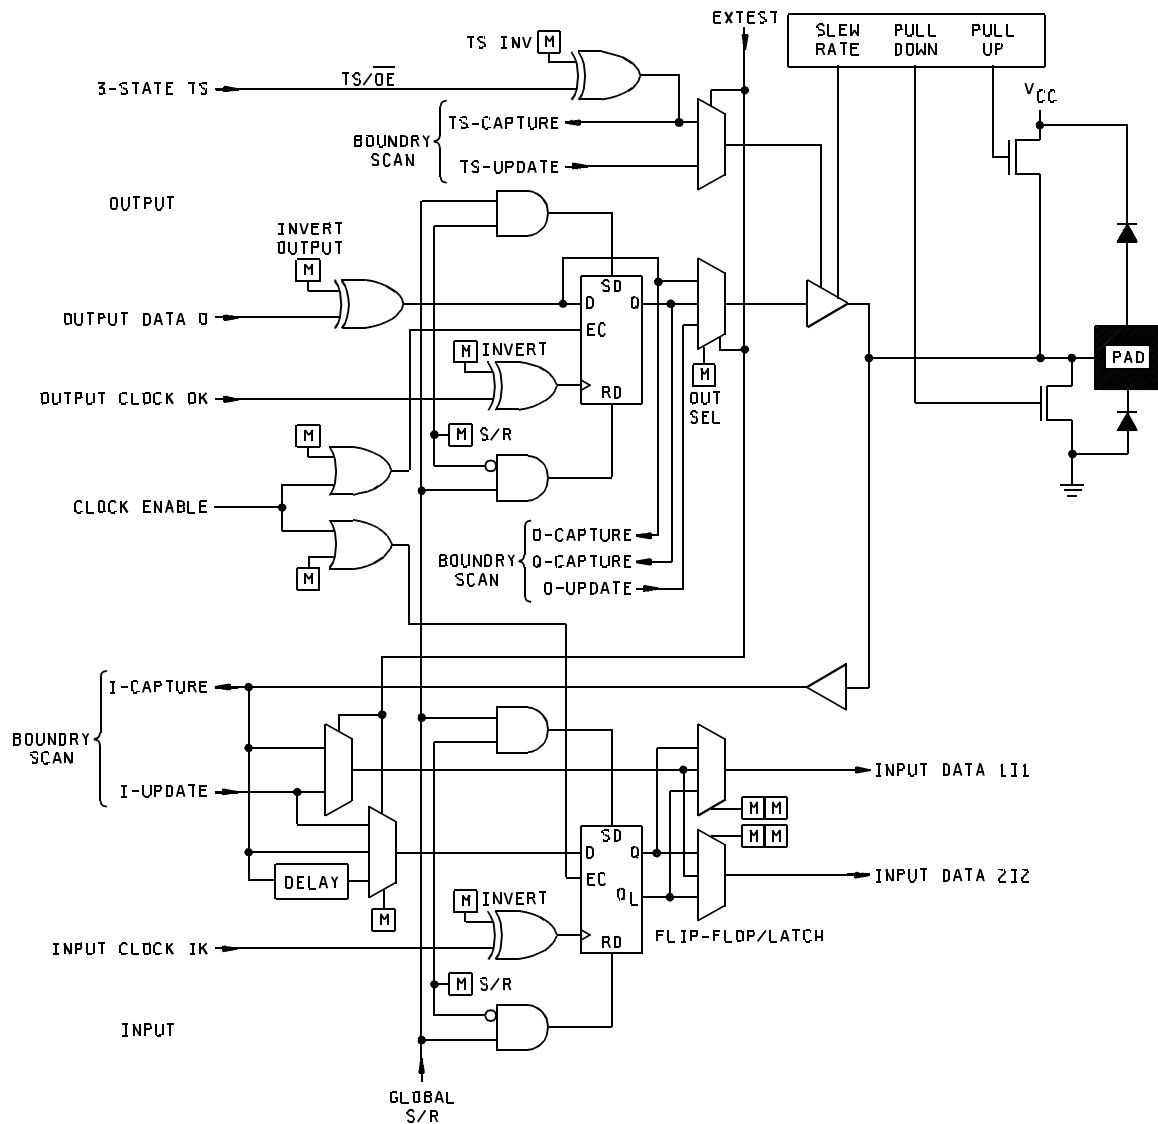 EXTEST
SLEW RATE
PULL DOWN
PULL UP
TS INV M
3-STATE TS
TS/OE
VCC
TS-CAPTURE
BOUNDRY
SCAN
TS-UPDATE
OUTPUT
INVERT
OUTPUT
M
SD
D
Q
OUTPUT DATA O
EC
M INVERT
PAD
M
RD
OUT
SEL
OUTPUT CLOCK OK
M
M S/R
CLOCK ENABLE
M
O-CAPTURE
BOUNDRY
SCAN
Q-CAPTURE
O-UPDATE
I-CAPTURE
BOUNDRY
SCAN
I-UPDATE
INPUT DATA 1I1
M M
M M
SD
D
Q
DELAY
EC
QL
INPUT DATA 2I2
M
M INVERT
RD
FLIP-FLOP/LATCH
INPUT CLOCK IK
M S/R
INPUT
GLOBAL
S/R